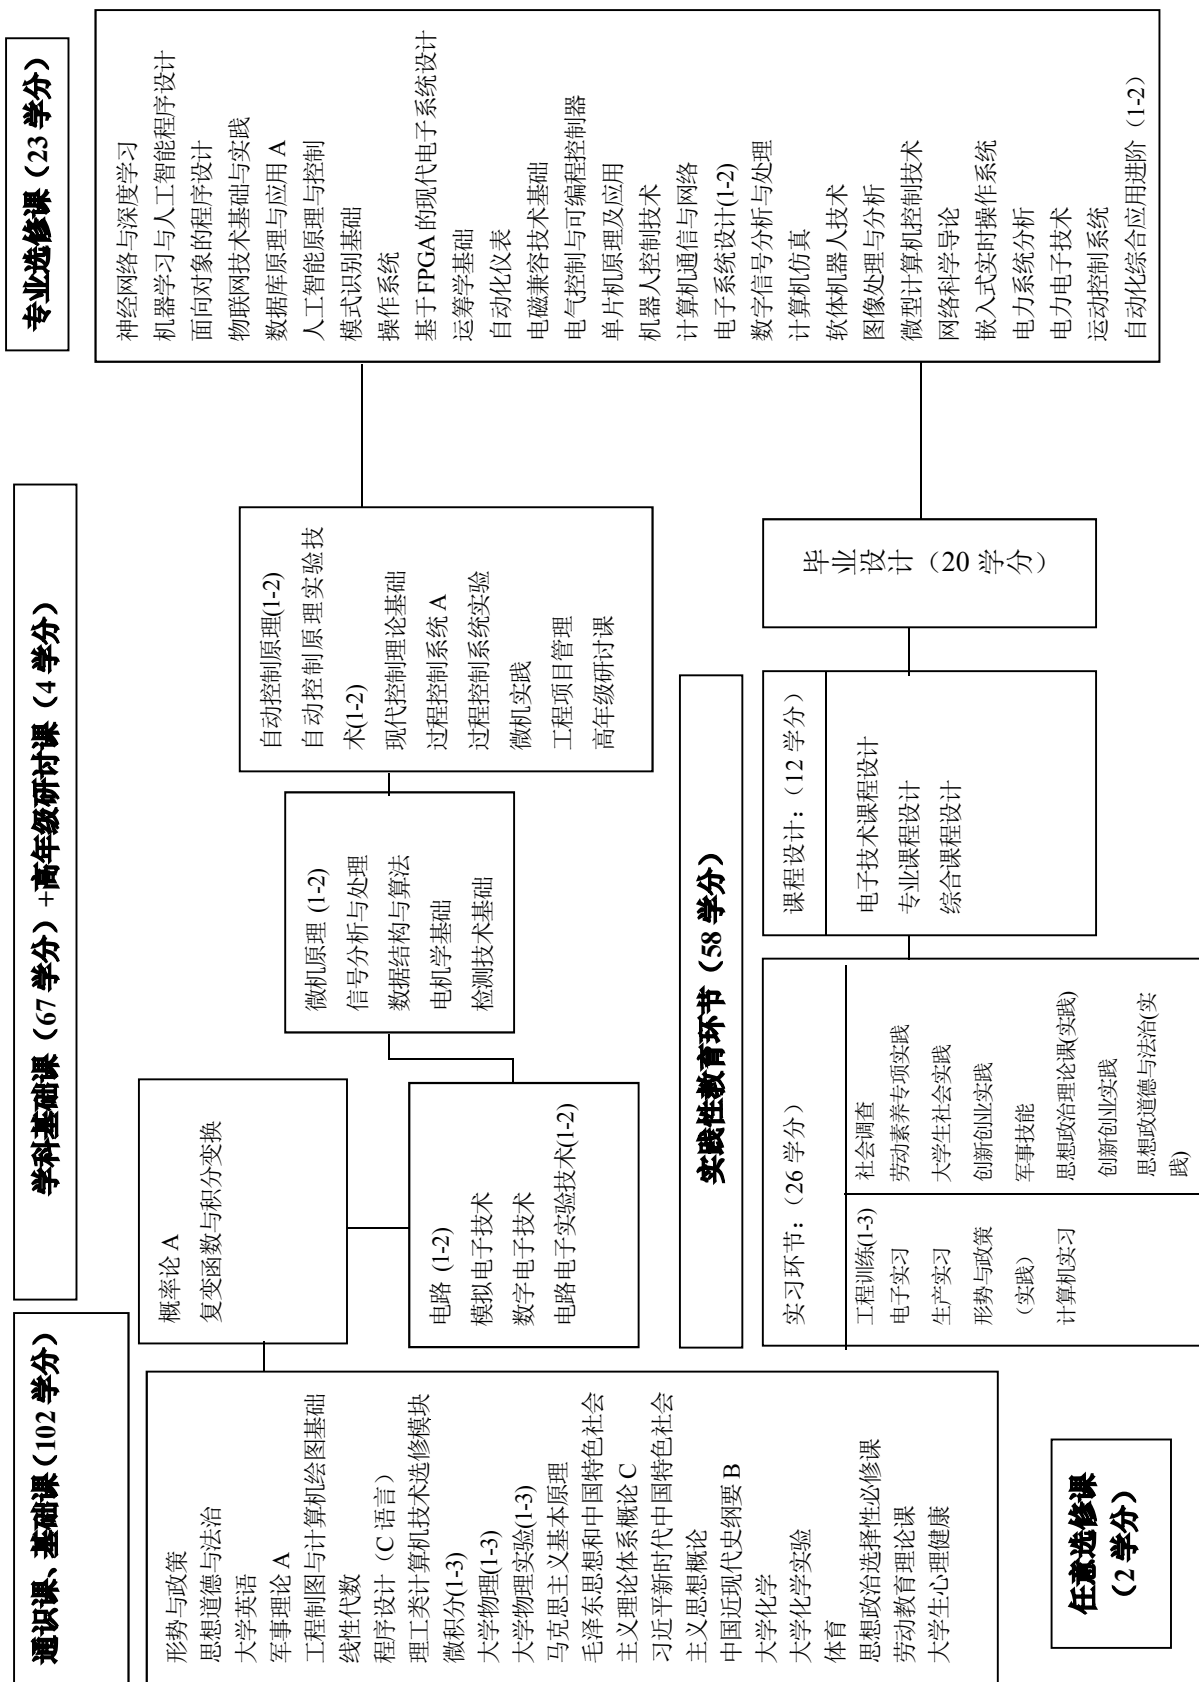 通识课、基础课(102 学分)
形势与政策
思想道德与法治
大学英语
军事理论 A
工程制图与计算机绘图基础
线性代数
程序设计（C 语言）
理工类计算机技术选修模块
微积分(1-3)
大学物理(1-3)
大学物理实验(1-3)
马克思主义基本原理
毛泽东思想和中国特色社会
主义理论体系概论 C
习近平新时代中国特色社会
主义思想概论
中国近现代史纲要 B
大学化学
大学化学实验
体育
思想政治选择性必修课
劳动教育理论课
大学生心理健康
任意选修课
（2 学分）
学科基础课（67 学分）+高年级研讨课（4 学分）
概率论 A
复变函数与积分变换
电路 (1-2)
模拟电子技术
数字电子技术
电路电子实验技术(1-2)
微机原理 (1-2)
信号分析与处理
数据结构与算法
电机学基础
检测技术基础
自动控制原理(1-2)
自动控制原理实验技
术(1-2)
现代控制理论基础
过程控制系统 A
过程控制系统实验
微机实践
工程项目管理
高年级研讨课
实践性教育环节（58 学分）
实习环节：（26 学分）
工程训练(1-3)
电子实习
生产实习
形势与政策
（实践）
计算机实习
社会调查
劳动素养专项实践
大学生社会实践
创新创业实践
军事技能
思想政治理论课(实践)
创新创业实践
思想政道德与法治(实
践)
课程设计：（12 学分）
电子技术课程设计
专业课程设计
综合课程设计
毕业
设计（20 学分）
专业选修课（23 学分）
神经网络与深度学习
机器学习与人工智能程序设计
面向对象的程序设计
物联网技术基础与实践
数据库原理与应用 A
人工智能原理与控制
模式识别基础
操作系统
基于 FPGA 的现代电子系统设计
运筹学基础
自动化仪表
电磁兼容技术基础
电气控制与可编程控制器
单片机原理及应用
机器人控制技术
计算机通信与网络
电子系统设计(1-2)
数字信号分析与处理
计算机仿真
软体机器人技术
图像处理与分析
微型计算机控制技术
网络科学导论
嵌入式实时操作系统
电力系统分析
电力电子技术
运动控制系统
自动化综合应用进阶（1-2）